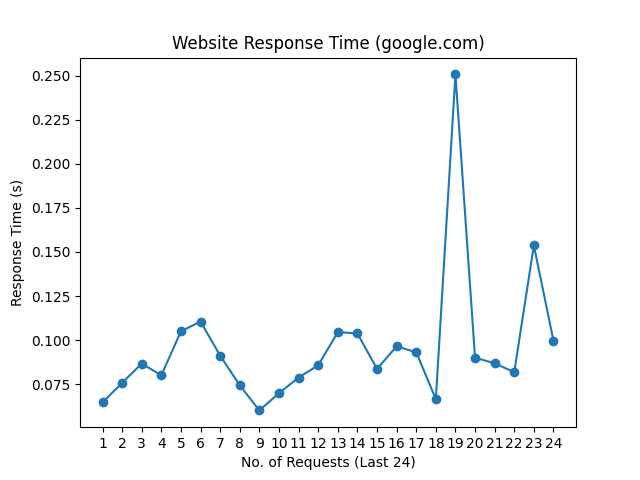 Website Response Time (google.com)
0.250
0.225
0.200
0.175
0.150
0.125
0.100
0.075
Response Time (s)
1 2 3 4 5 6 7 8 9 10 11 12 13 14 15 16 17 18 19 20 21 22 23 24
No. of Requests (Last 24)